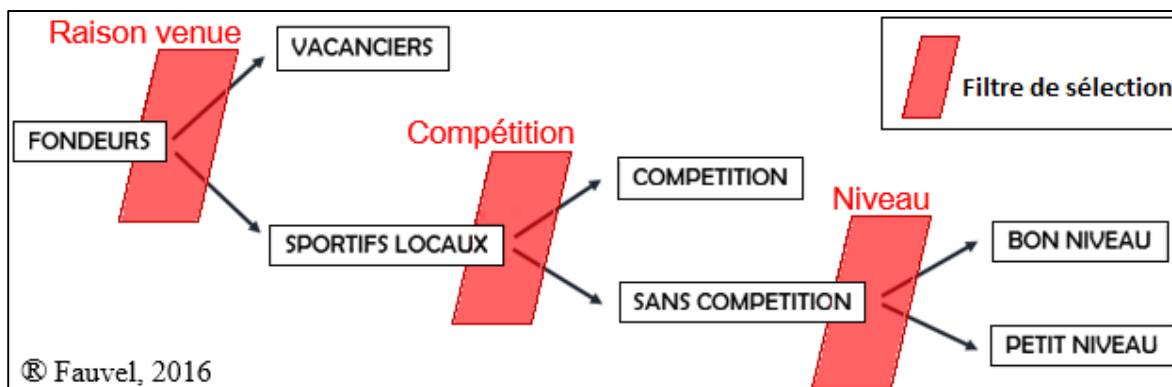 Raison venue
VACANCIERS
Filtre de sélection
FONDEURS
Compétition
COMPETITION
Niveau
SPORTIFS LOCAUX
BON NIVEAU
SANS COMPETITION
PETIT NIVEAU
® Fauvel, 2016